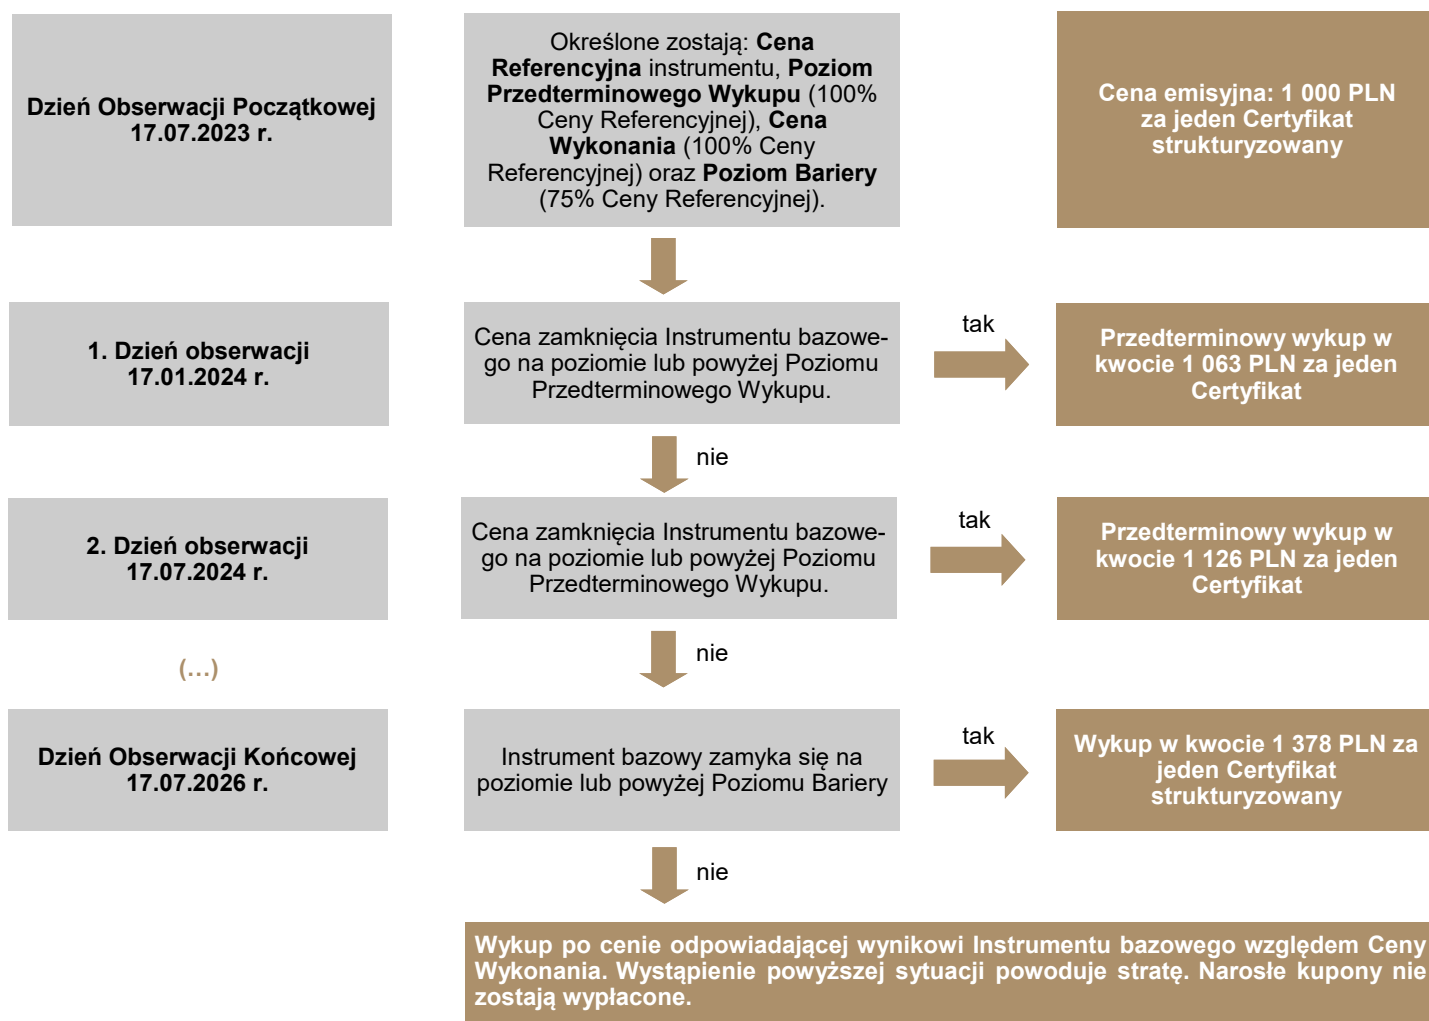 Dzień Obserwacji Początkowej
17.07.2023 r.
Określone zostają: Cena
Referencyjna instrumentu, Poziom
Przedterminowego Wykupu (100%
Ceny Referencyjnej), Cena
Wykonania (100% Ceny
Referencyjnej) oraz Poziom Bariery
(75% Ceny Referencyjnej).
Cena emisyjna: 1 000 PLN
za jeden Certyfikat
strukturyzowany
1. Dzień obserwacji
17.01.2024 r.
Cena zamknięcia Instrumentu bazowe-
go na poziomie lub powyżej Poziomu
Przedterminowego Wykupu.
tak
Przedterminowy wykup w
kwocie 1 063 PLN za jeden
Certyfikat
nie
2. Dzień obserwacji
17.07.2024 r.
Cena zamknięcia Instrumentu bazowe-
go na poziomie lub powyżej Poziomu
Przedterminowego Wykupu.
tak
Przedterminowy wykup w
kwocie 1 126 PLN za jeden
Certyfikat
nie
(…)
Dzień Obserwacji Końcowej
17.07.2026 r.
Instrument bazowy zamyka się na
poziomie lub powyżej Poziomu Bariery
tak
Wykup w kwocie 1 378 PLN za
jeden Certyfikat
strukturyzowany
nie
Wykup po cenie odpowiadającej wynikowi Instrumentu bazowego względem Ceny
Wykonania. Wystąpienie powyższej sytuacji powoduje stratę. Narosłe kupony nie
zostają wypłacone.